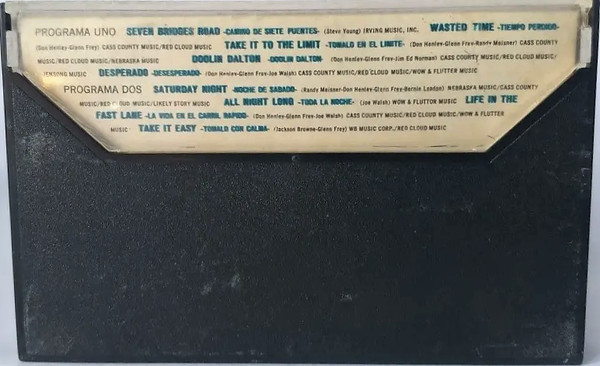 PROGRAMA UNO SEVEN BRIDGES ROAD -CAMINO DE SIETE PUENTES- (Steve Young) IRVING MUSIC, INC. WASTED TIME -TIEMPO PERDIDO-
(Don Henley-Glenn Frey) CASS COUNTY MUSIC/RED CLOUD MUSIC TAKE IT TO THE LIMIT -TOMALO EN EL LIMITE- (Don Henley-Glenn Frey-Randy Meisner) CASS COUNTY
MUSIC/RED CLOUD MUSIC/NEBRASKA MUSIC DOOLIN DALTON -DOOLIN DALTON- (Don Henley-Glenn Frey-Jim Ed Norman) CASS COUNTY MUSIC/RED CLOUD MUSIC/
JENSONG MUSIC DESPERADO -DESESPERADO- (Don Henley-Glenn Frey-Joe Walsh) CASS COUNTY MUSIC/RED CLOUD MUSIC/WOW & FLUTTER MUSIC
PROGRAMA DOS SATURDAY NIGHT -NOCHE DE SABADO- (Randy Meisner-Don Henley-Glenn Frey-Bernie London) NEBRASKA MUSIC/CASS COUNTY
MUSIC/RED CLOUD MUSIC/LIKELY STORY MUSIC ALL NIGHT LONG -TODA LA NOCHE- (Joe Walsh) WOW & FLUTTER MUSIC LIFE IN THE
FAST LANE -LA VIDA EN EL CARRIL RAPIDO- (Don Henley-Glenn Frey-Joe Walsh) CASS COUNTY MUSIC/RED CLOUD MUSIC/WOW & FLUTTER
MUSIC- TAKE IT EASY -TOMALO CON CALMA- (Jackson Browne-Glenn Frey) WB MUSIC CORP./RED CLOUD MUSIC